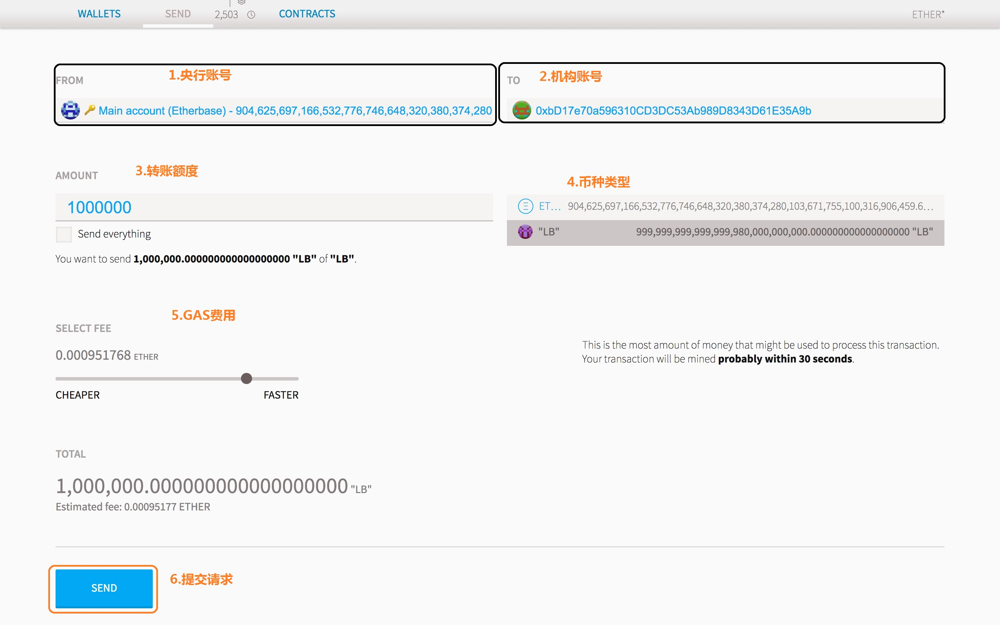 WALLETS SEND 2,503 CONTRACTS ETHER*
1.央行账号
FROM
Main account (Etherbase) - 904,625,697,166,532,776,746,648,320,380,374,280
2.机构账号
TO
0xbD17e70a596310CD3DC53Ab989D8343D61E35A9b
3.转账额度
AMOUNT
1000000
Send everything
You want to send 1,000,000.000000000000000000 "LB" of "LB".
4.币种类型
ET... 904,625,697,166,532,776,746,648,320,380,374,280,103,671,755,100,316,906,459.6...
"LB" 999,999,999,999,999,980,000,000,000.000000000000000000 "LB"
5.GAS费用
SELECT FEE
0.000951768 ETHER
CHEAPER FASTER
This is the most amount of money that might be used to process this transaction.
Your transaction will be mined probably within 30 seconds.
TOTAL
1,000,000.000000000000000000 "LB"
Estimated fee: 0.00095177 ETHER
SEND
6.提交请求